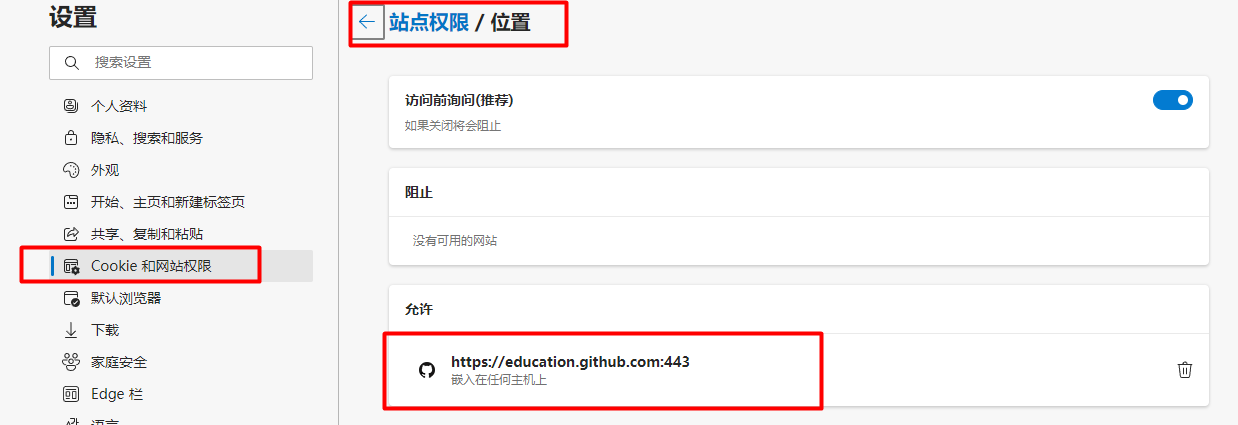 设置
搜索设置
个人资料
隐私、搜索和服务
外观
开始、主页和新建标签页
共享、复制和粘贴
Cookie 和网站权限
默认浏览器
下载
家庭安全
Edge 栏
语言
站点权限 / 位置
访问前询问(推荐)
如果关闭将会阻止
阻止
没有可用的网站
允许
https://education.github.com:443
嵌入在任何主机上